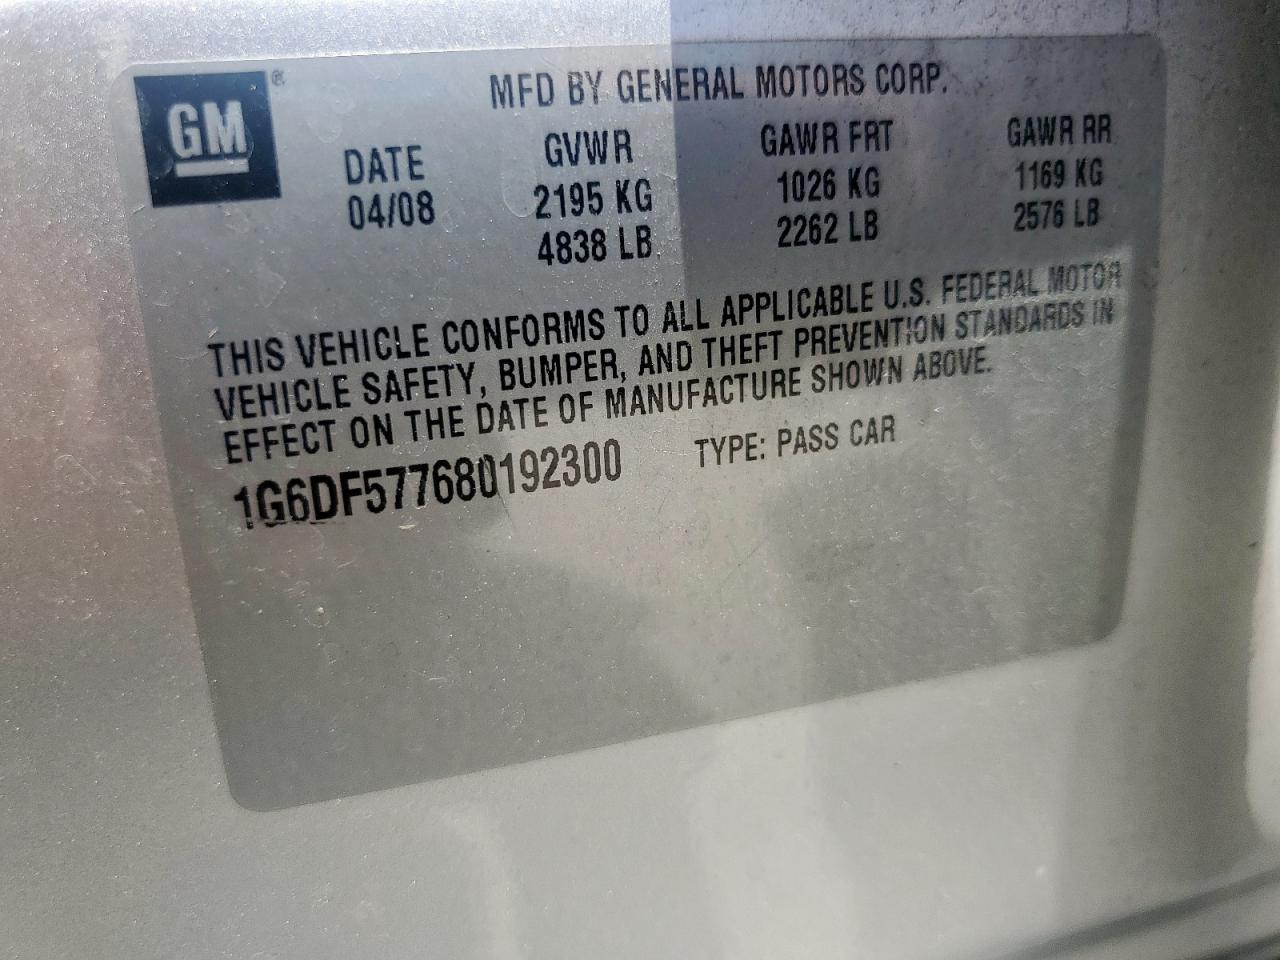 GM®
MFD BY GENERAL MOTORS CORP.
DATE GVWR GAWR FRT GAWR RR
04/08 2195 KG 1026 KG 1169 KG
4838 LB 2262 LB 2576 LB
THIS VEHICLE CONFORMS TO ALL APPLICABLE U.S. FEDERAL MOTOR
VEHICLE SAFETY, BUMPER, AND THEFT PREVENTION STANDARDS IN
EFFECT ON THE DATE OF MANUFACTURE SHOWN ABOVE.
1G6DF577680192300 TYPE: PASS CAR